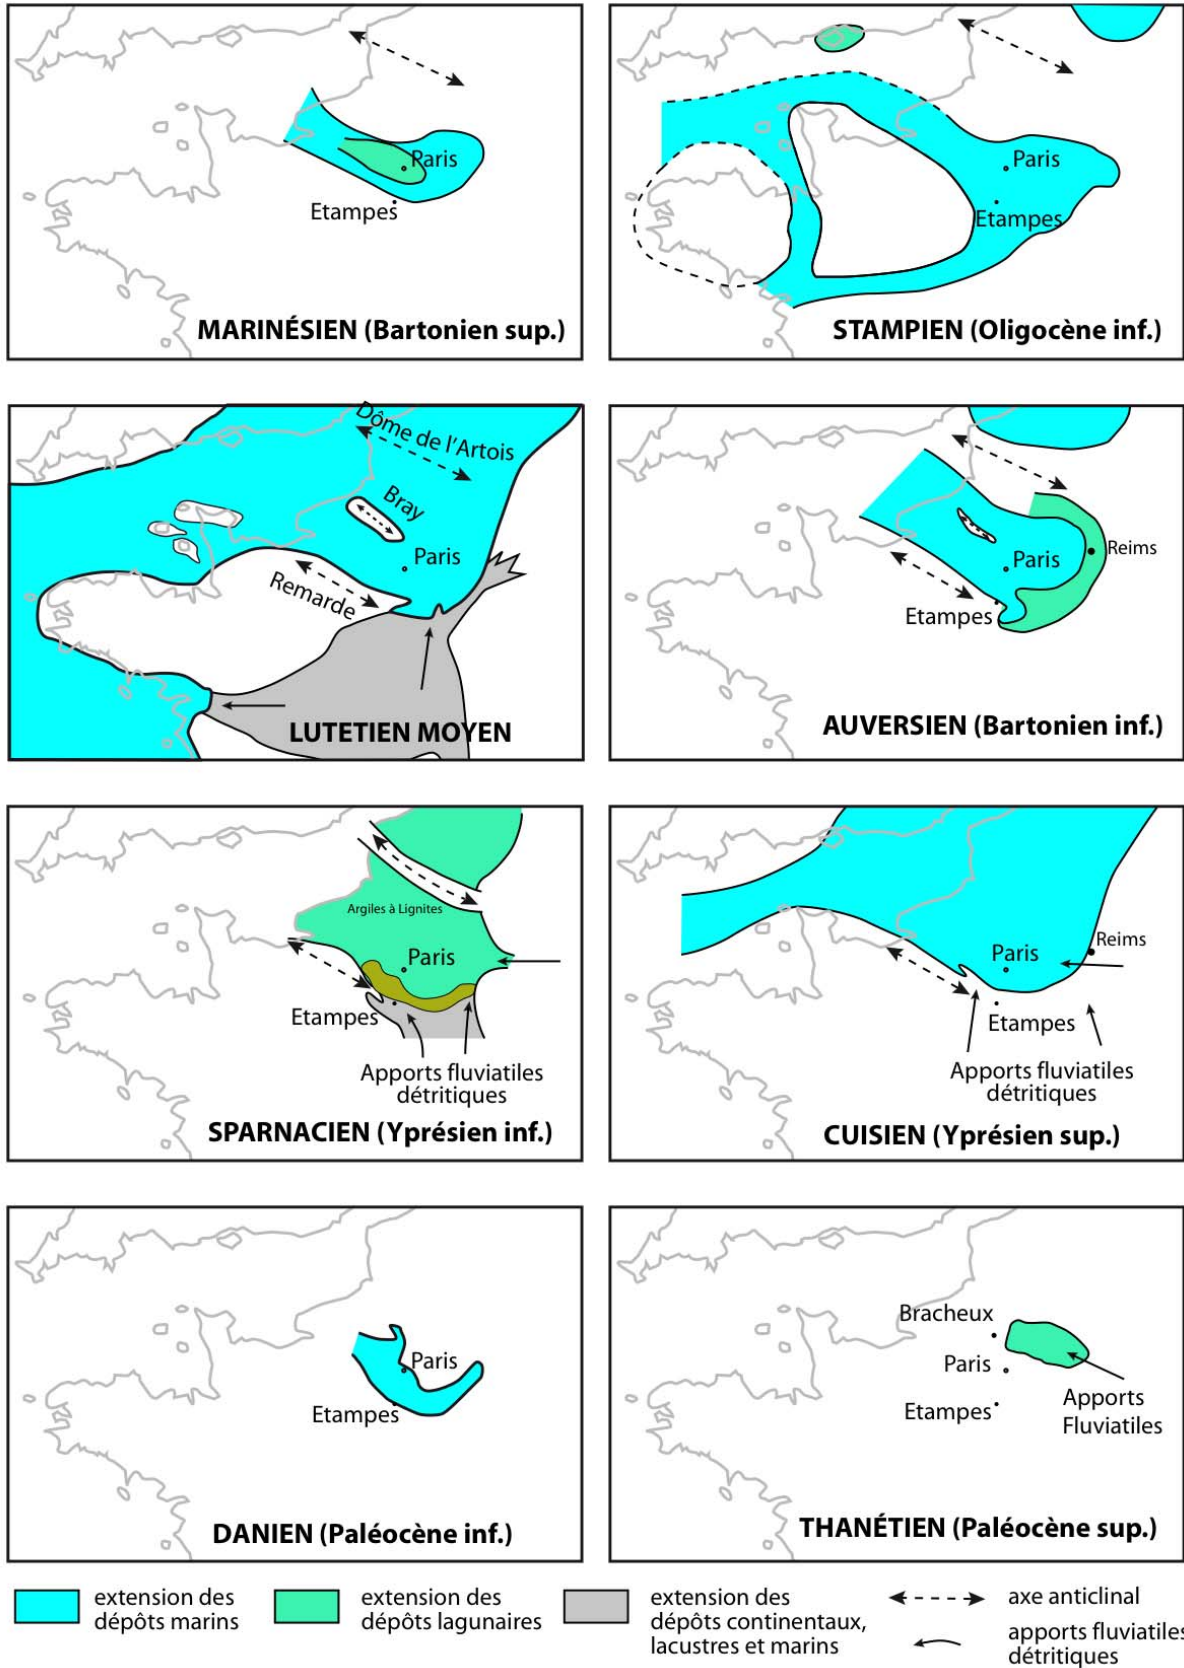 Paris
Etampes
MARINÉSIEN (Bartonien sup.)
Paris
Etampes
STAMPIEN (Oligocène inf.)
Dôme de l'Artois
Bray
Paris
Remarde
LUTETIEN MOYEN
Paris
Reims
Etampes
AUVERSIEN (Bartonien inf.)
Argiles à Lignites
Paris
Etampes
Apports fluviatiles
détritiques
SPARNACIEN (Yprésien inf.)
Reims
Paris
Etampes
Apports fluviatiles
détritiques
CUISIEN (Yprésien sup.)
Paris
Etampes
DANIEN (Paléocène inf.)
Bracheux
Paris
Etampes
Apports
Fluviatiles
THANÉTIEN (Paléocène sup.)
extension des
dépôts marins
extension des
dépôts lagunaires
extension des
dépôts continentaux,
lacustres et marins
axe anticlinal
apports fluviatiles
détritiques